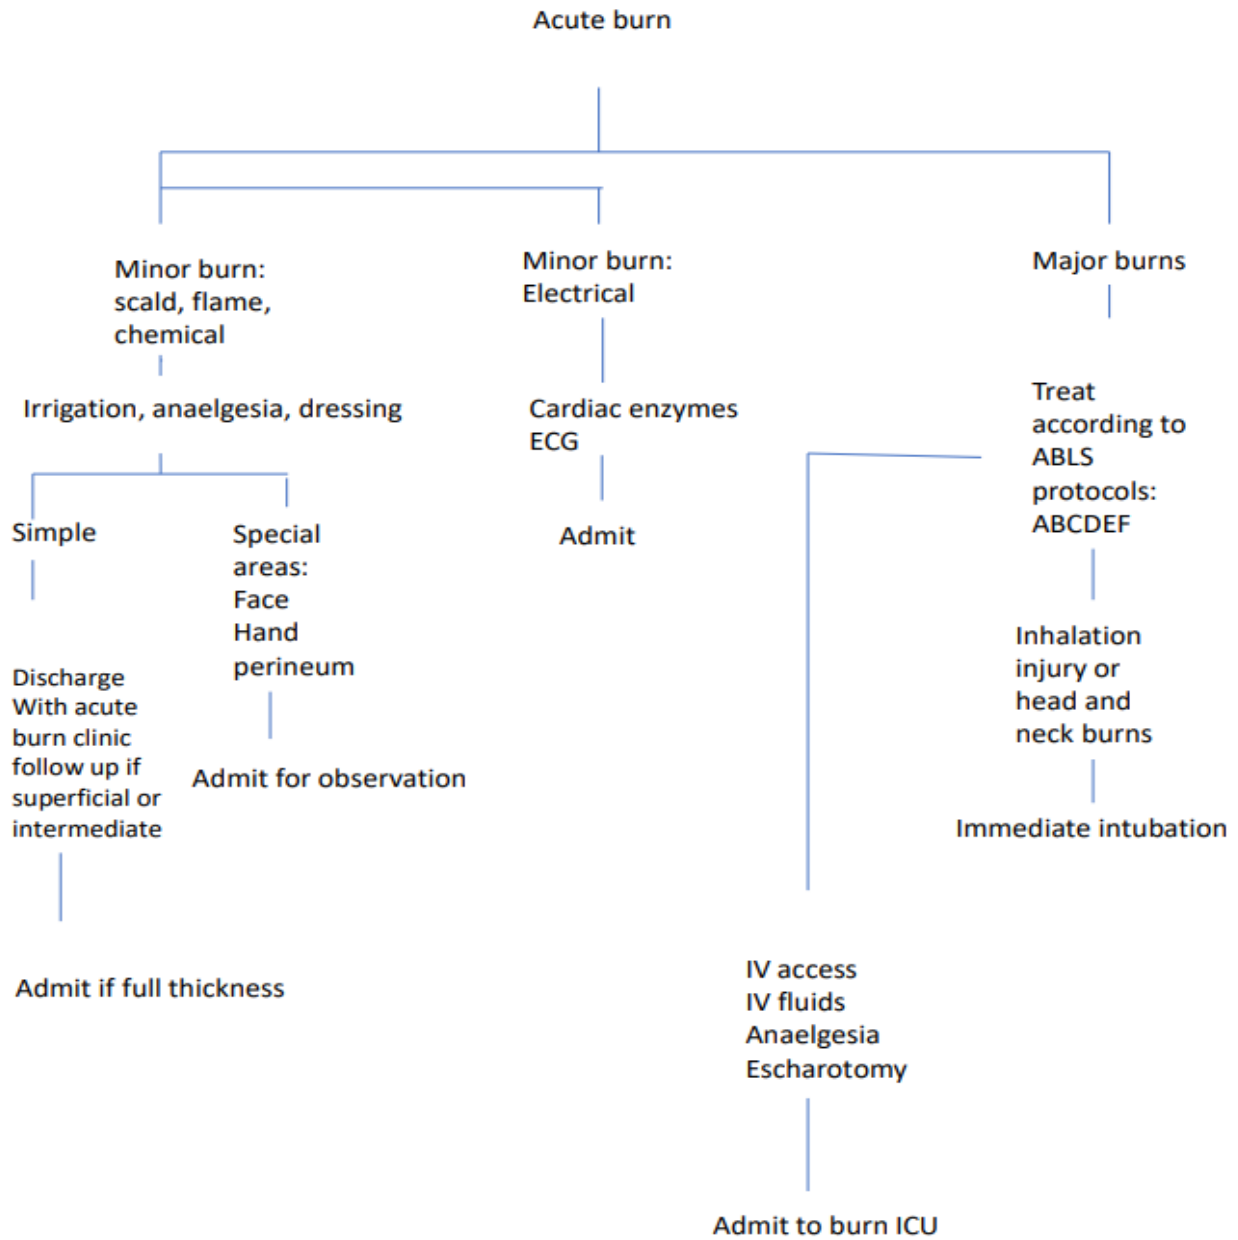 Acute burn
Minor burn:
scald, flame,
chemical
Minor burn:
Electrical
Major burns
Irrigation, anaelgesia, dressing
Cardiac enzymes
ECG
Treat
according to
ABLS
protocols:
ABCDEF
Simple
Special
areas:
Face
Hand
perineum
Admit
Inhalation
injury or
head and
neck burns
Discharge
With acute
burn clinic
follow up if
superficial or
intermediate
Admit for observation
Immediate intubation
Admit if full thickness
IV access
IV fluids
Anaelgesia
Escharotomy
Admit to burn ICU